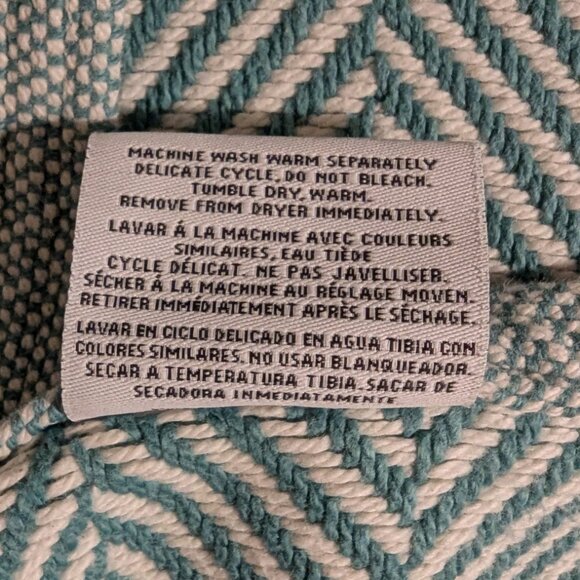 MACHINE WASH WARM SEPARATELY
DELICATE CYCLE, DO NOT BLEACH.
TUMBLE DRY, WARM.
REMOVE FROM DRYER IMMEDIATELY.
LAVAR Á LA MACHINE AVEC COULEURS
SIMILAIRES, EAU TIÈDE
CYCLE DÉLICAT. NE PAS JAVELLISER.
SÉCHER Á LA MACHINE AU RÉGLAGE MOVEN.
RETIRER IMMÉDIATEMENT APRÈS LE SÉCHAGE.
LAVAR EN CICLO DELICADO EN AGUA TIBIA CON
COLORES SIMILARES. NO USAR BLANQUEADOR.
SECAR A TEMPERATURA TIBIA. SACAR DE
SECADORA INMEDIATAMENTE